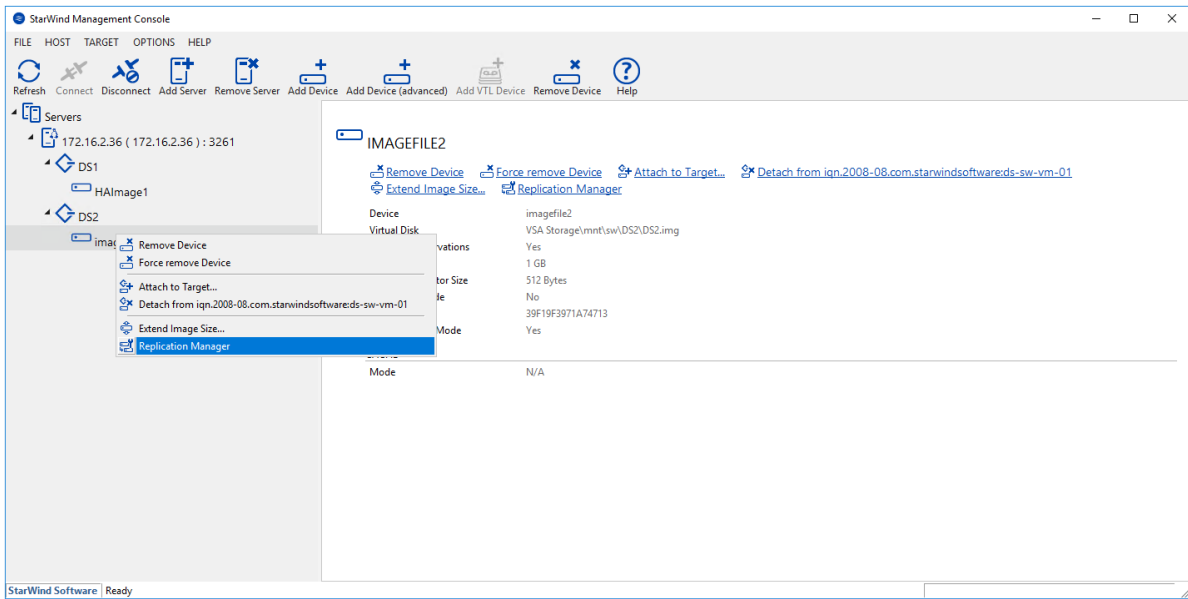 StarWind Management Console
FILE HOST TARGET OPTIONS HELP
Refresh Connect Disconnect Add Server Remove Server Add Device Add Device (advanced) Add VTL Device Remove Device Help
Servers
172.16.2.36 ( 172.16.2.36 ) : 3261
DS1
HAImage1
DS2
Remove Device
Force remove Device
Attach to Target...
Detach from iqn.2008-08.com.starwindsoftware:ds-sw-vm-01
Extend Image Size...
Replication Manager
IMAGEFILE2
Remove Device Force remove Device Attach to Target... Detach from iqn.2008-08.com.starwindsoftware:ds-sw-vm-01
Extend Image Size... Replication Manager
Device imagefile2
Virtual Disk VSA Storage\mnt\sw\DS2\DS2.img
Yes
1 GB
Size 512 Bytes
No
39F19F3971A74713
Mode Yes
Mode N/A
StarWind Software Ready